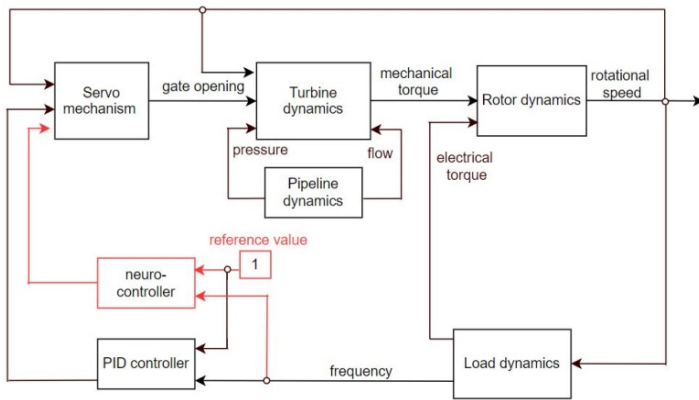 Servo
mechanism
gate opening
Turbine
dynamics
mechanical
torque
Rotor dynamics
rotational
speed
pressure
flow
electrical
torque
Pipeline
dynamics
reference value
1
neuro-
controller
PID controller
frequency
Load dynamics